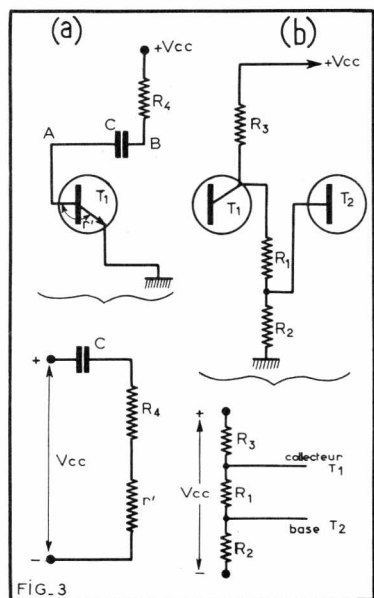 (a)
+Vcc
R4
C
A
B
T1
r'
(b)
+Vcc
R3
T1
T2
R1
R2
+
C
R4
Vcc
r'
-
+
R3
collecteur
T1
Vcc
R1
base T2
R2
-
FIG_3